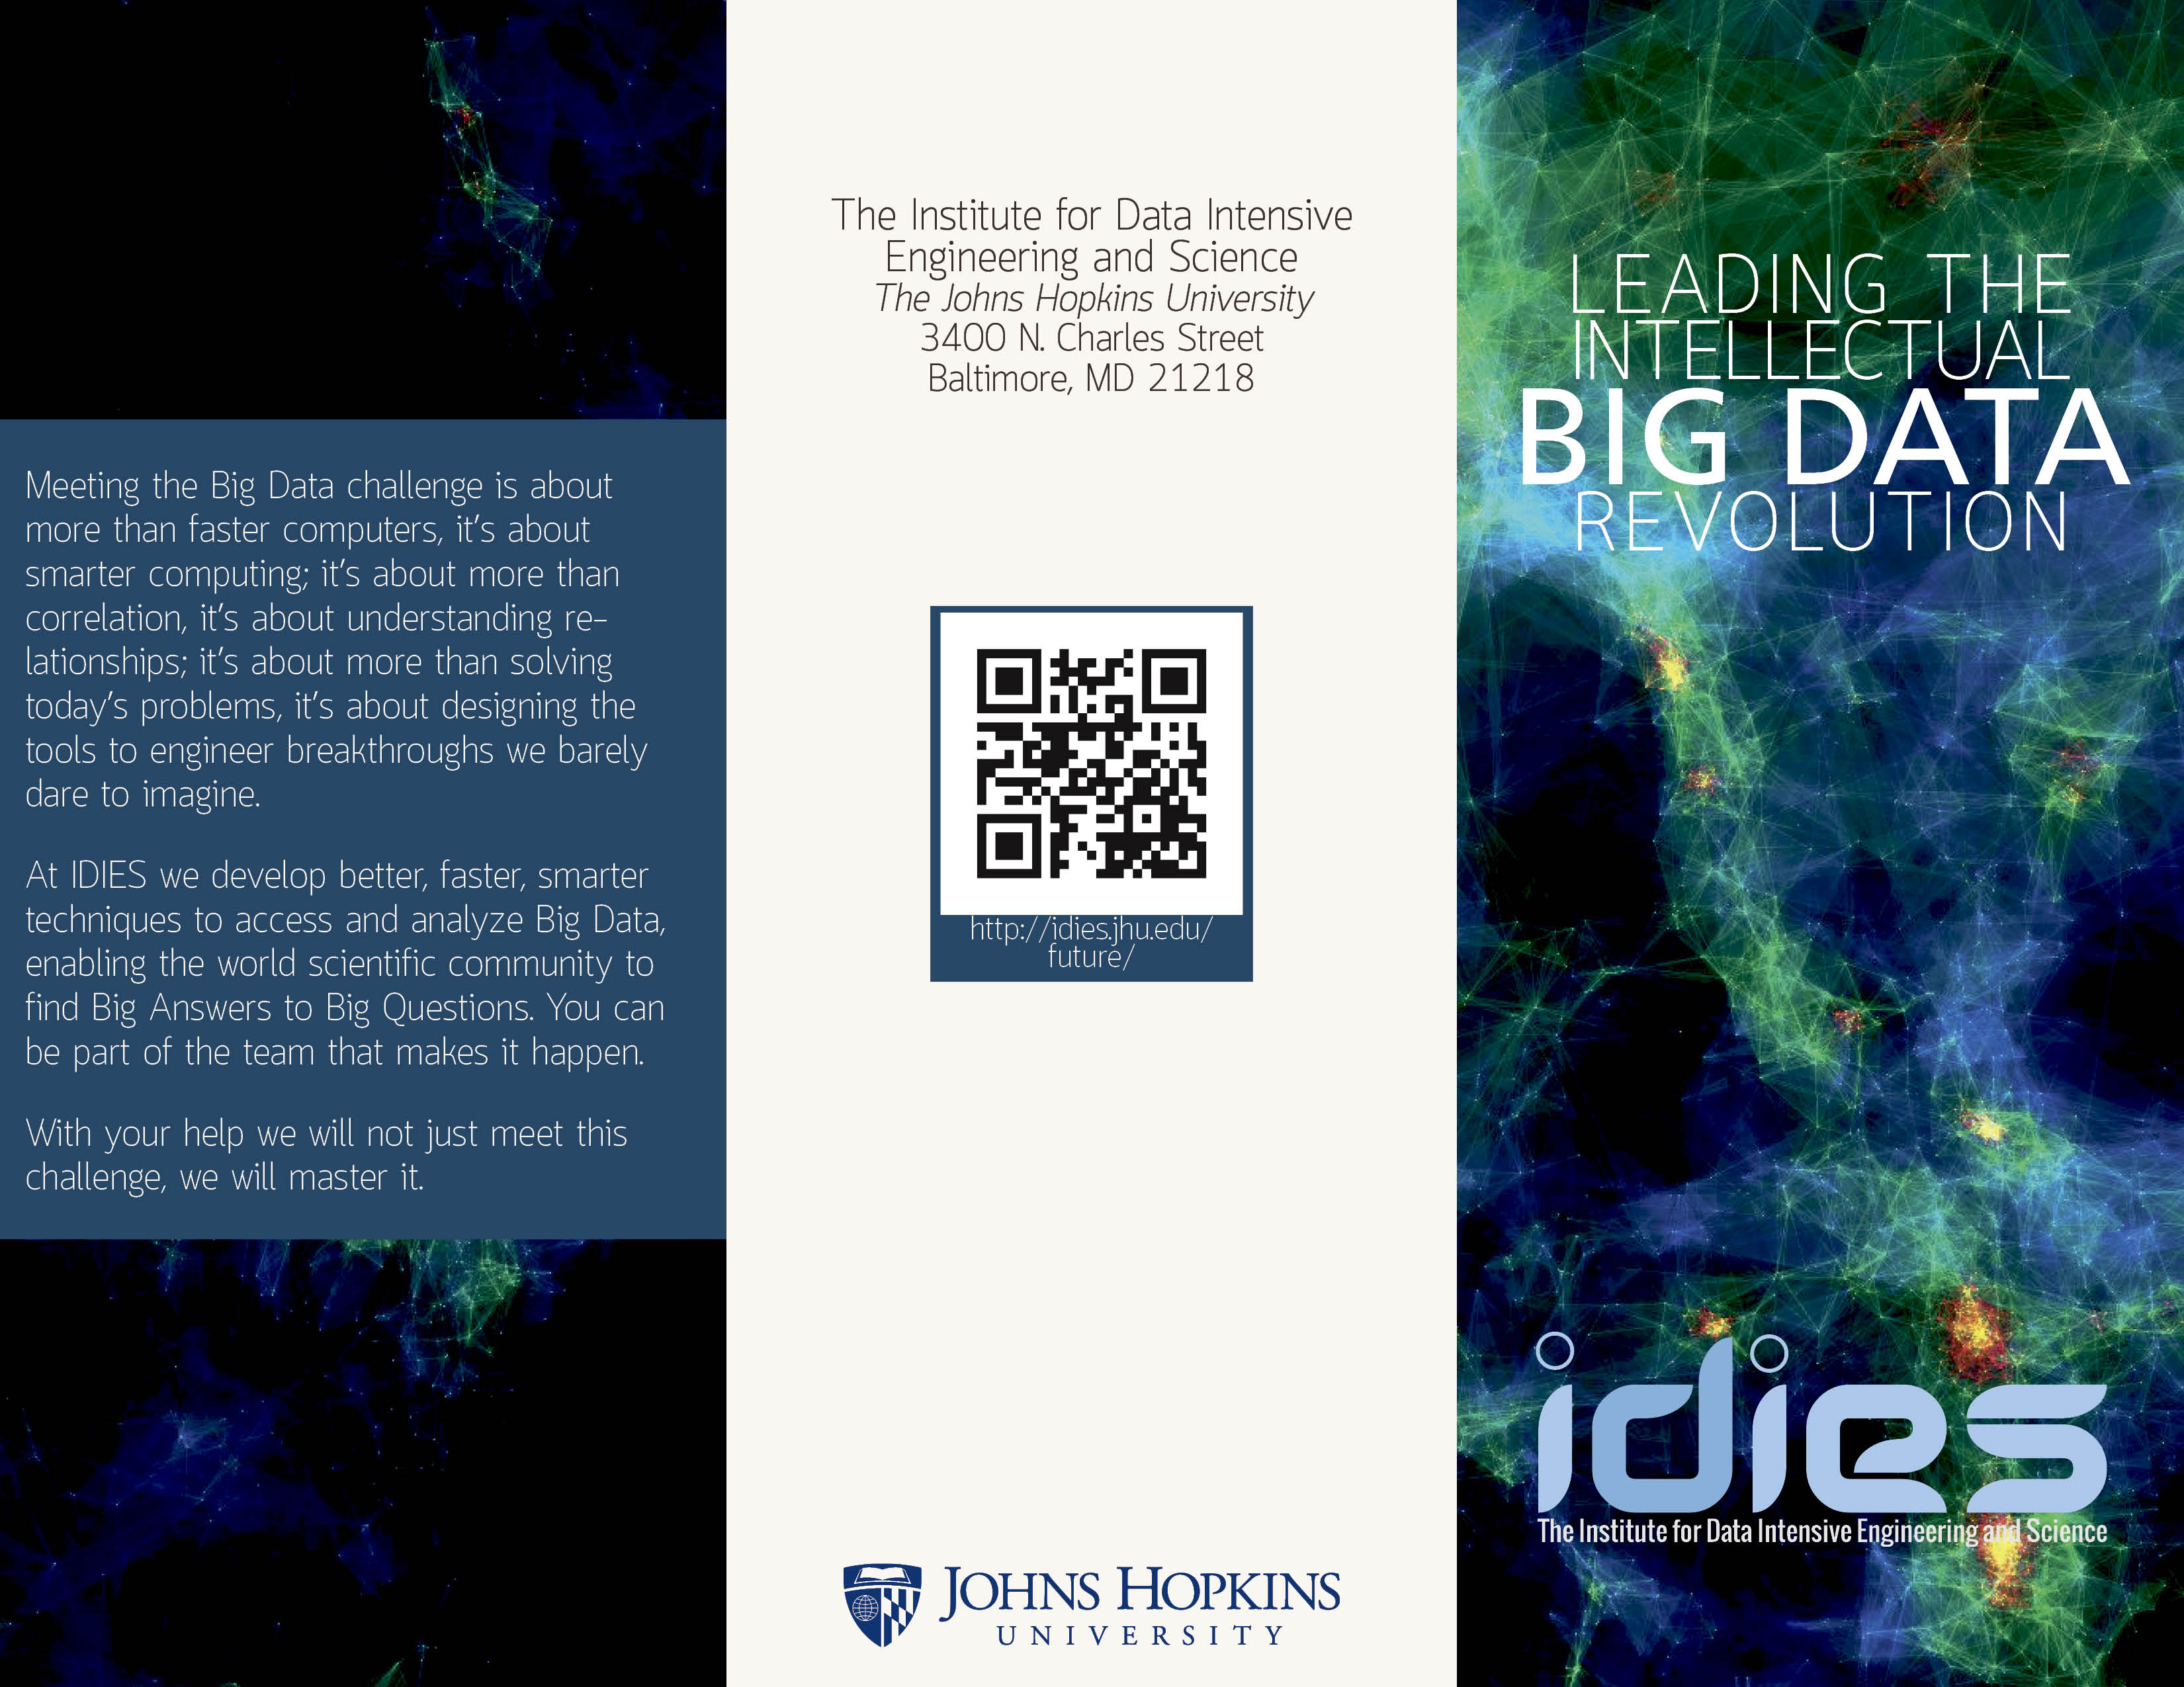 Meeting the Big Data challenge is about
more than faster computers, it's about
smarter computing; it's about more than
correlation, it's about understanding re-
lationships; it's about more than solving
today's problems, it's about designing the
tools to engineer breakthroughs we barely
dare to imagine.
At IDIES we develop better, faster, smarter
techniques to access and analyze Big Data,
enabling the world scientific community to
find Big Answers to Big Questions. You can
be part of the team that makes it happen.
With your help we will not just meet this
challenge, we will master it.
The Institute for Data Intensive
Engineering and Science
The Johns Hopkins University
3400 N. Charles Street
Baltimore, MD 21218
http://idies.jhu.edu/
future/
JOHNS HOPKINS
UNIVERSITY
LEADING THE
INTELLECTUAL
BIG DATA
REVOLUTION
idies
The Institute for Data Intensive Engineering and Science